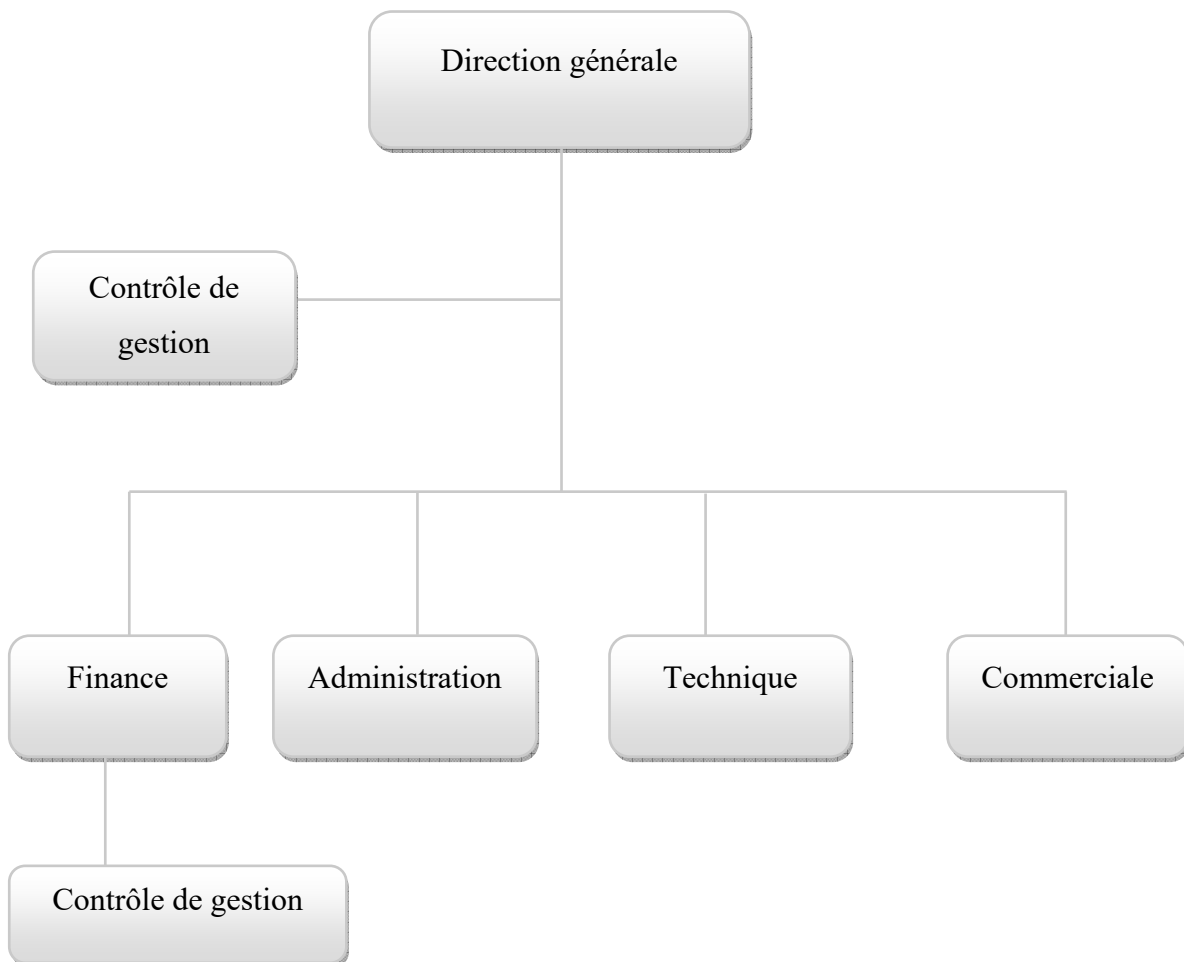 Direction générale
Contrôle de
gestion
Finance
Administration
Technique
Commerciale
Contrôle de gestion